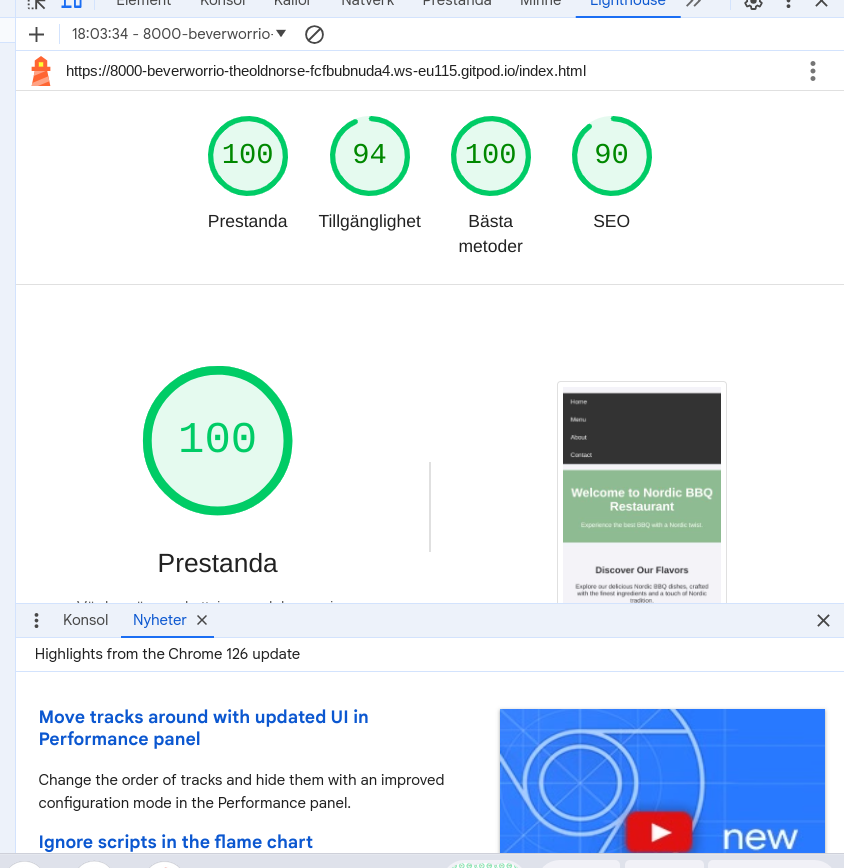 Element Konsol Källor Nätverk Prestanda Minne Lighthouse
18:03:34 - 8000-beverworrio-
https://8000-beverworrio-theoldnorse-fcfbubnuda4.ws-eu115.gitpod.io/index.html
100 94 100 90
Prestanda Tillgänglighet Bästa metoder SEO
100
Prestanda
Home
Menu
About
Contact
Welcome to Nordic BBQ
Restaurant
Experience the best BBQ with a Nordic twist.
Discover Our Flavors
Explore our delicious Nordic BBQ dishes, crafted
with the finest ingredients and a touch of Nordic
tradition.
Konsol Nyheter
Highlights from the Chrome 126 update
Move tracks around with updated UI in
Performance panel
Change the order of tracks and hide them with an improved
configuration mode in the Performance panel.
Ignore scripts in the flame chart
new